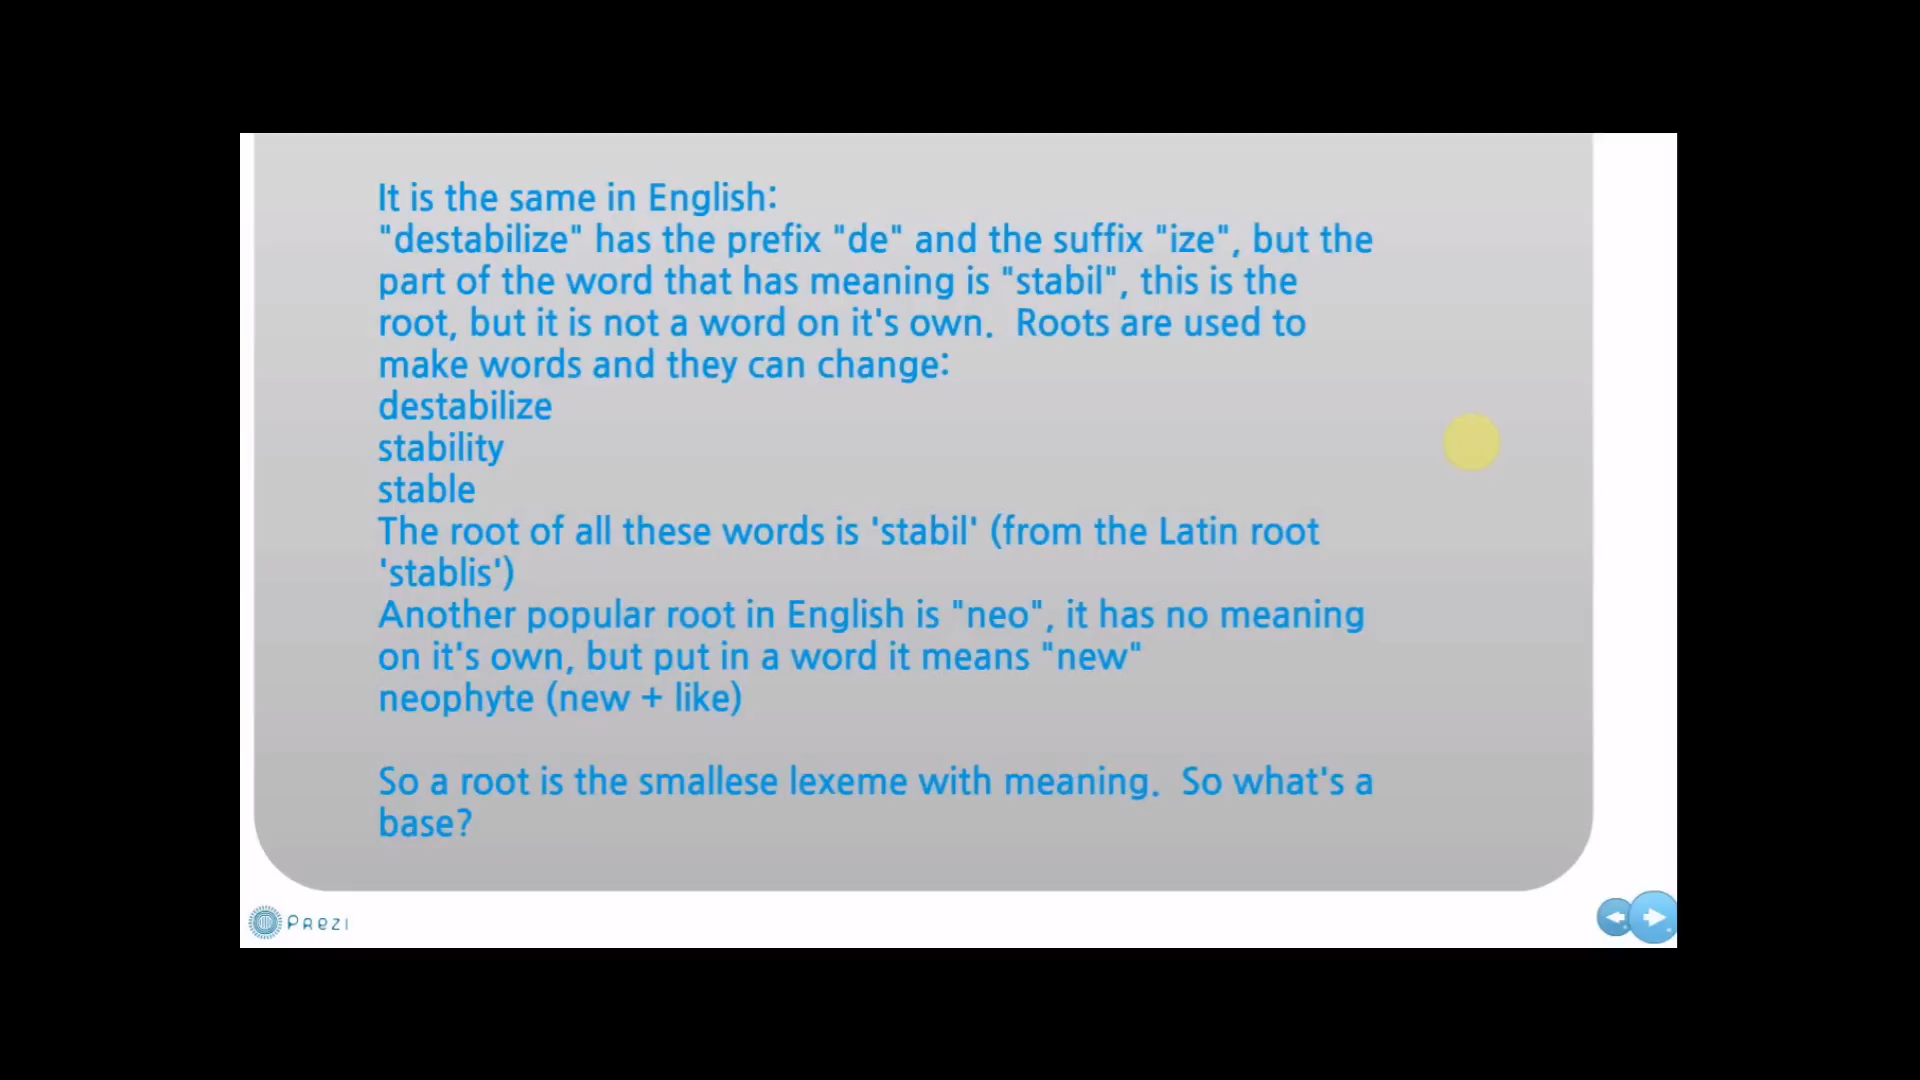 It is the same in English:
"destabilize" has the prefix "de" and the suffix "ize", but the
part of the word that has meaning is "stabil", this is the
root, but it is not a word on it's own.  Roots are used to
make words and they can change:
destabilize
stability
stable
The root of all these words is 'stabil' (from the Latin root
'stablis')
Another popular root in English is "neo", it has no meaning
on it's own, but put in a word it means "new"
neophyte (new + like)
So a root is the smallese lexeme with meaning.  So what's a
base?
Prezi